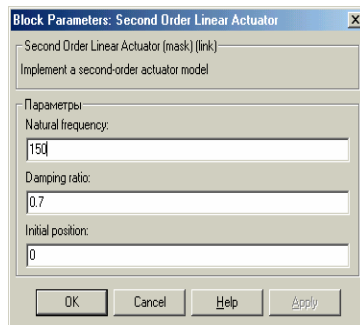 Block Parameters: Second Order Linear Actuator
Second Order Linear Actuator (mask) (link)
Implement a second-order actuator model
Параметры
Natural frequency:
150
Damping ratio:
0.7
Initial position:
0
OK Cancel Help Apply